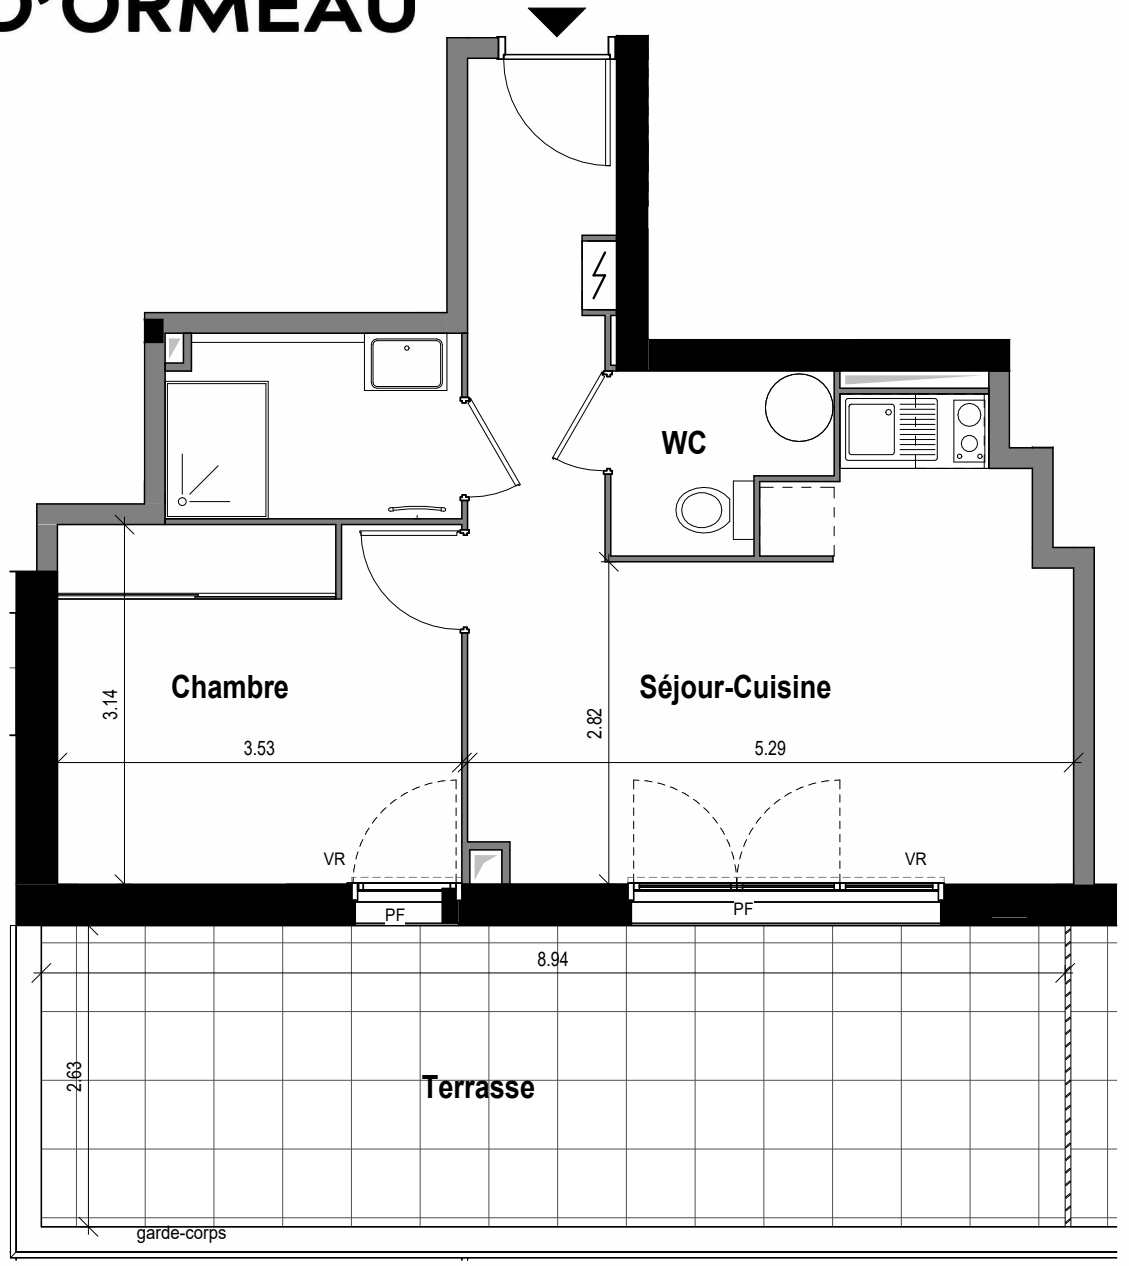 D'ORMEAU
WC
Chambre
Séjour-Cuisine
3.14
2.82
3.53
5.29
VR
VR
PF
PF
8.94
2.63
Terrasse
garde-corps